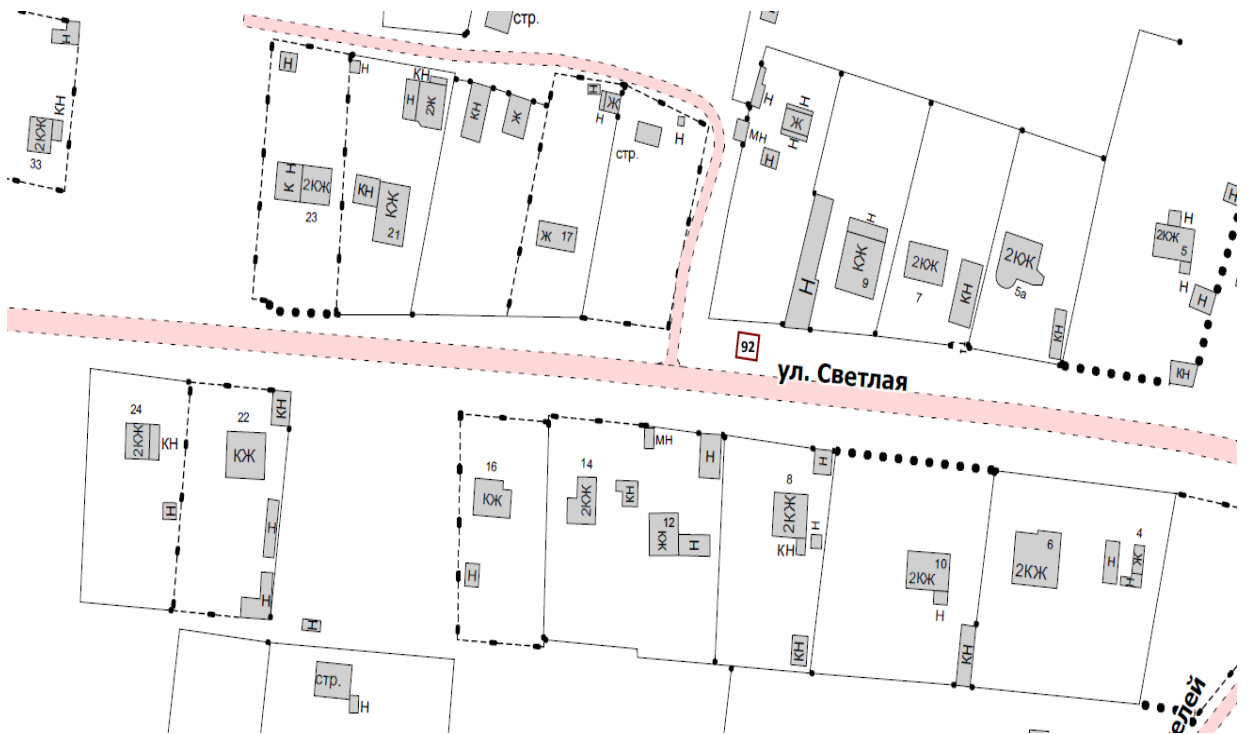 стр.
Н
КН
2КЖ
33
Н
Н
КН
Н
2Ж
КН
Ж
Н
Ж
Н
стр.
Н
Н
МН
Н
Ж
Н
Н
К Н
2КЖ
23
КН
КЖ
21
Ж 17
Н
Н
КЖ
9
2КЖ
7
КН
2КЖ
5а
КН
Н
Н
2КЖ
5
Н
Н
КН
92
ул. Светлая
24
2КЖ
КН
Н
22
КЖ
КН
Н
Н
Н
стр.
Н
16
КЖ
Н
14
2КЖ
КН
МН
Н
12
КЖ
Н
8
2КЖ
КН
Н
Н
КН
10
2КЖ
Н
КН
6
2КЖ
Н
4
Ж
Н
елей